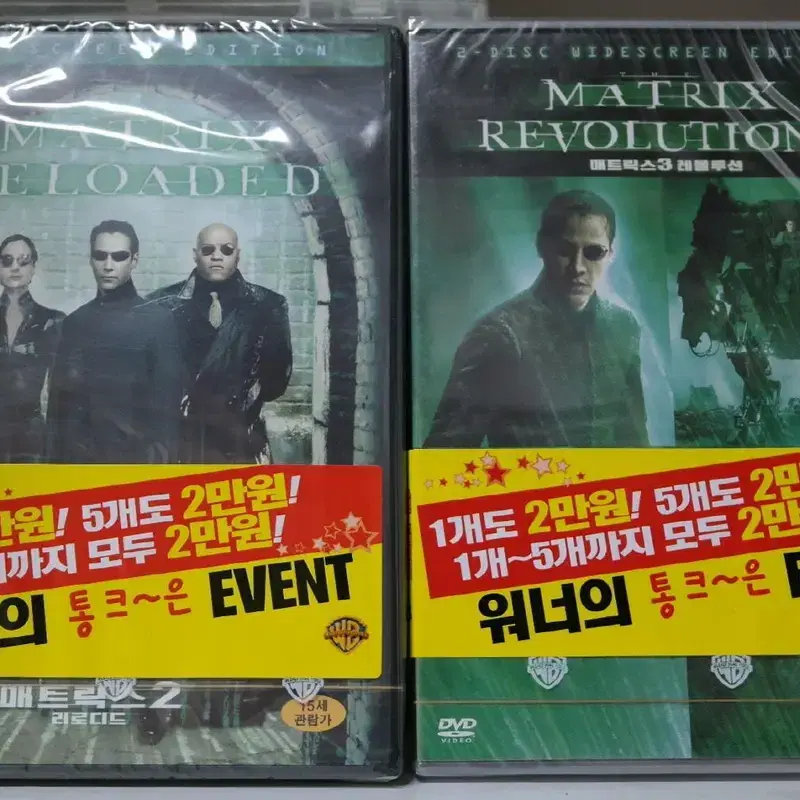 SCREEN EDITION
MATRIX
ELOADED
만원! 5개도 2만원!
까지 모두 2만원!
의 통 크~은 EVENT
WB
매트릭스2
리로디드
15세
관람가
2-DISC WIDESCREEN EDI
THE
MATRIX
REVOLUTION
매트릭스3 레볼루션
1개도 2만원! 5개도 2만
1개~5개까지 모두 2만
워너의 통 크~은 E
DVD
VIDEO